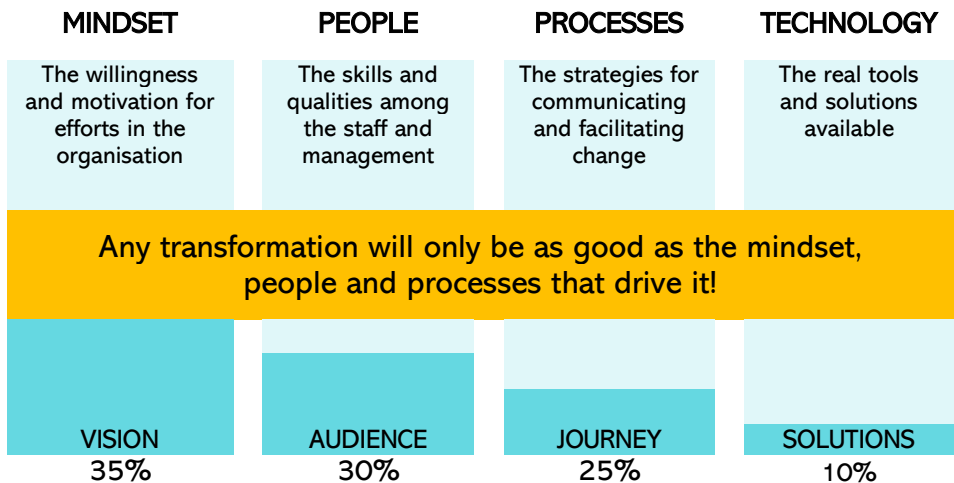 MINDSET
The willingness
and motivation for
efforts in the
organisation
PEOPLE
The skills and
qualities among
the staff and
management
PROCESSES
The strategies for
communicating
and facilitating
change
TECHNOLOGY
The real tools
and solutions
available
Any transformation will only be as good as the mindset,
people and processes that drive it!
VISION
35%
AUDIENCE
30%
JOURNEY
25%
SOLUTIONS
10%